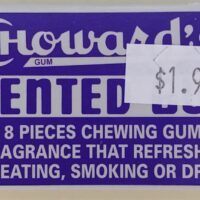 Howard's
GUM
$1.9
ENTED
8 PIECES CHEWING GUM
AGRANCE THAT REFRESH
EATING, SMOKING OR DR